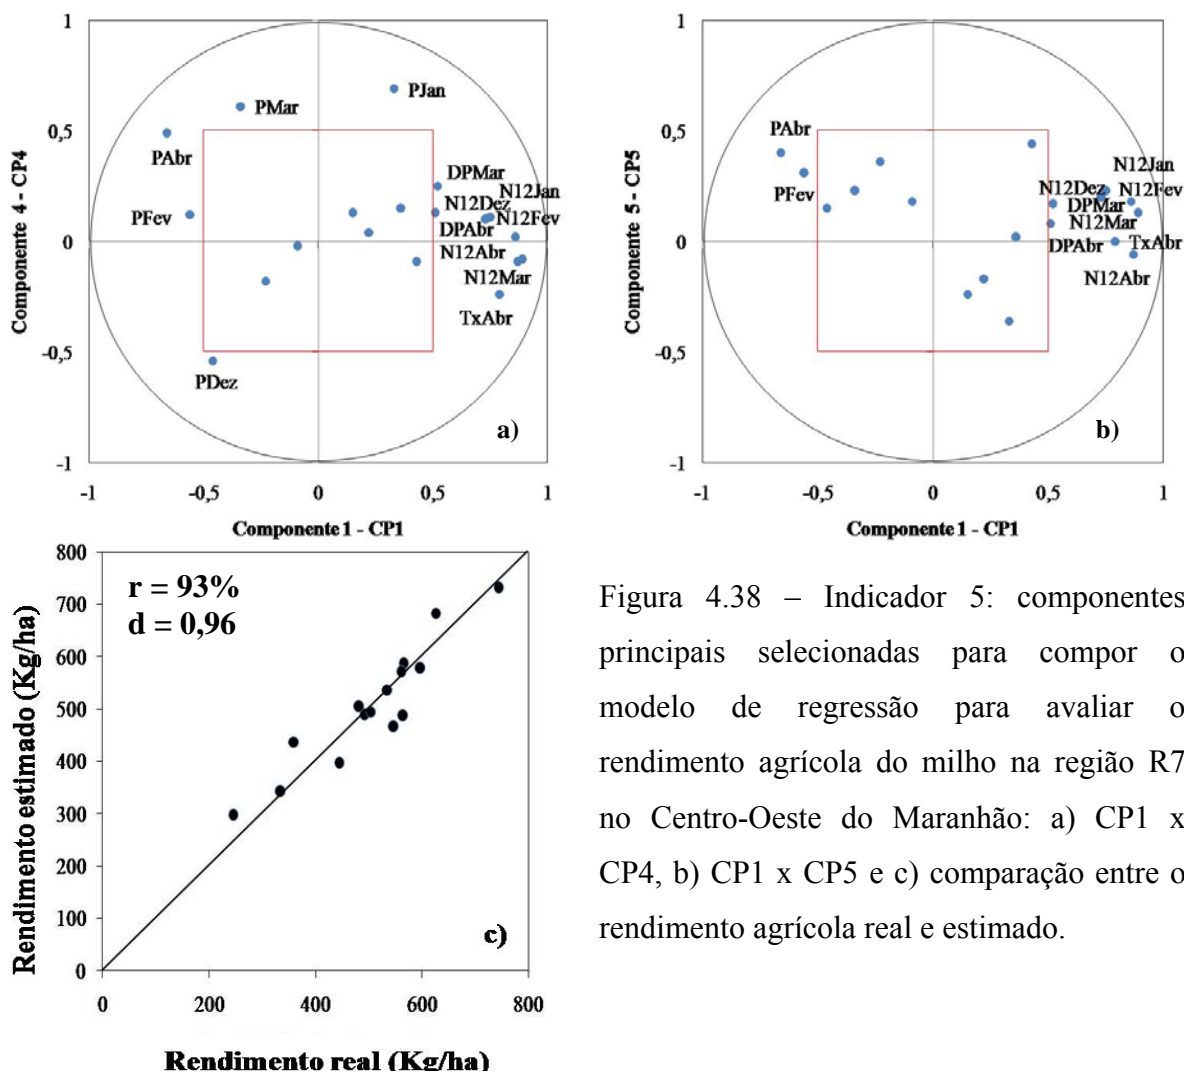 1
0,5
0
-0,5
-1
-1
-0,5
0
0,5
1
Componente 4 - CP4
Componente 1 - CP1
PJan
PMar
PAbr
PFev
DPMar
N12Jan
N12Dez
N12Fev
DPAbr
N12Abr
N12Mar
TxAbr
PDez
a)
1
0,5
0
-0,5
-1
-1
-0,5
0
0,5
1
Componente 5 - CP5
Componente 1 - CP1
PAbr
PFev
N12Jan
N12Dez
N12Fev
DPMar
N12Mar
DPAbr
TxAbr
N12Abr
b)
800
700
600
500
400
300
200
100
0
0
200
400
600
800
Rendimento estimado (Kg/ha)
r = 93%
d = 0,96
c)
Rendimento real (Kg/ha)
Figura 4.38 – Indicador 5: componentes
principais selecionadas para compor o
modelo de regressão para avaliar o
rendimento agrícola do milho na região R7
no Centro-Oeste do Maranhão: a) CP1 x
CP4, b) CP1 x CP5 e c) comparação entre o
rendimento agrícola real e estimado.